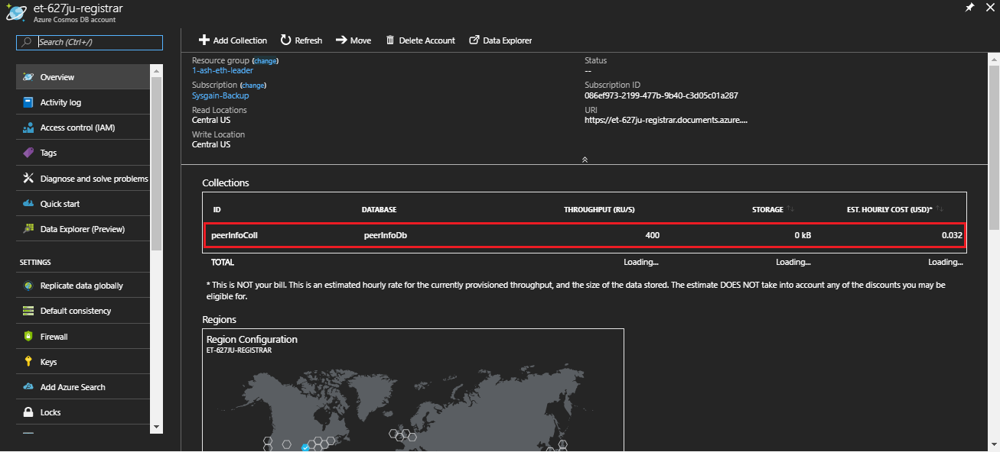 et-627ju-registrar
Azure Cosmos DB account
Search (Ctrl+/)
Overview
Activity log
Access control (IAM)
Tags
Diagnose and solve problems
Quick start
Data Explorer (Preview)
SETTINGS
Replicate data globally
Default consistency
Firewall
Keys
Add Azure Search
Locks
Add Collection Refresh Move Delete Account Data Explorer
Resource group (change)
1-ash-eth-leader
Subscription (change)
Sysgain-Backup
Read Locations
Central US
Write Location
Central US
Status
--
Subscription ID
086ef973-2199-477b-9b40-c3d05c01a287
URI
https://et-627ju-registrar.documents.azure....
Collections
ID DATABASE THROUGHPUT (RU/S) STORAGE EST. HOURLY COST (USD)*
peerInfoColl peerInfoDb 400 0 kB 0.032
TOTAL Loading... Loading... Loading...
* This is NOT your bill. This is an estimated hourly rate for the currently provisioned throughput, and the size of the data stored. The estimate DOES NOT take into account any of the discounts you may be
eligible for.
Regions
Region Configuration
ET-627JU-REGISTRAR